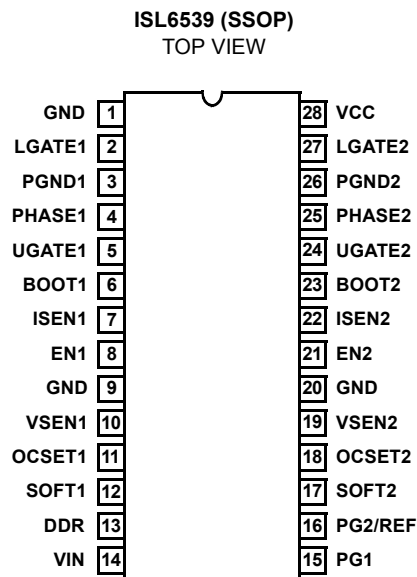 ISL6539 (SSOP)
TOP VIEW
GND 1 28 VCC
LGATE1 2 27 LGATE2
PGND1 3 26 PGND2
PHASE1 4 25 PHASE2
UGATE1 5 24 UGATE2
BOOT1 6 23 BOOT2
ISEN1 7 22 ISEN2
EN1 8 21 EN2
GND 9 20 GND
VSEN1 10 19 VSEN2
OCSET1 11 18 OCSET2
SOFT1 12 17 SOFT2
DDR 13 16 PG2/REF
VIN 14 15 PG1